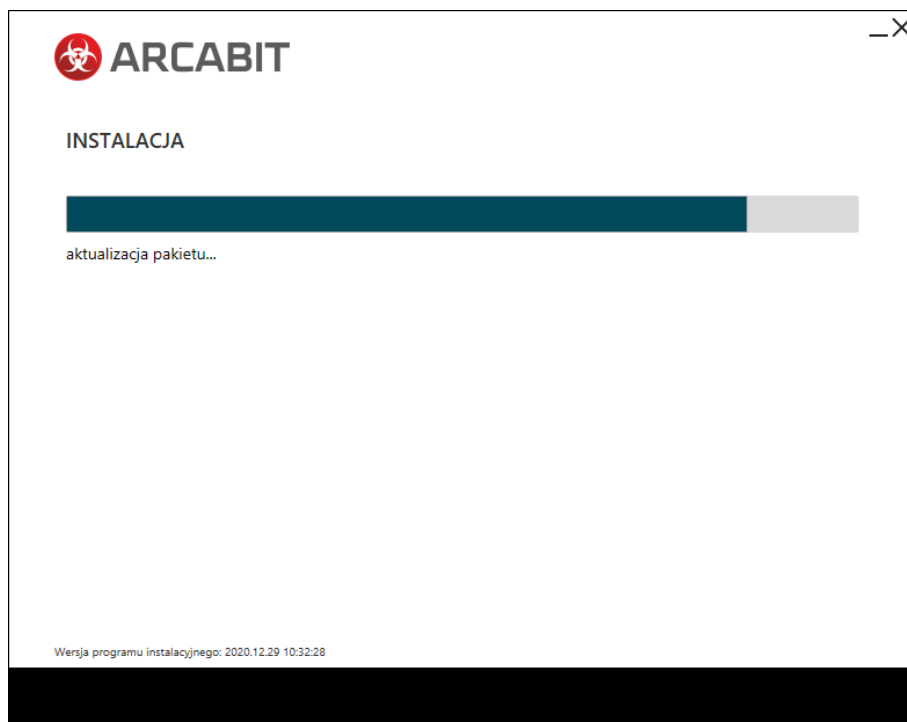 ARCABIT
INSTALACJA
aktualizacja pakietu...
Wersja programu instalacyjnego: 2020.12.29 10:32:28